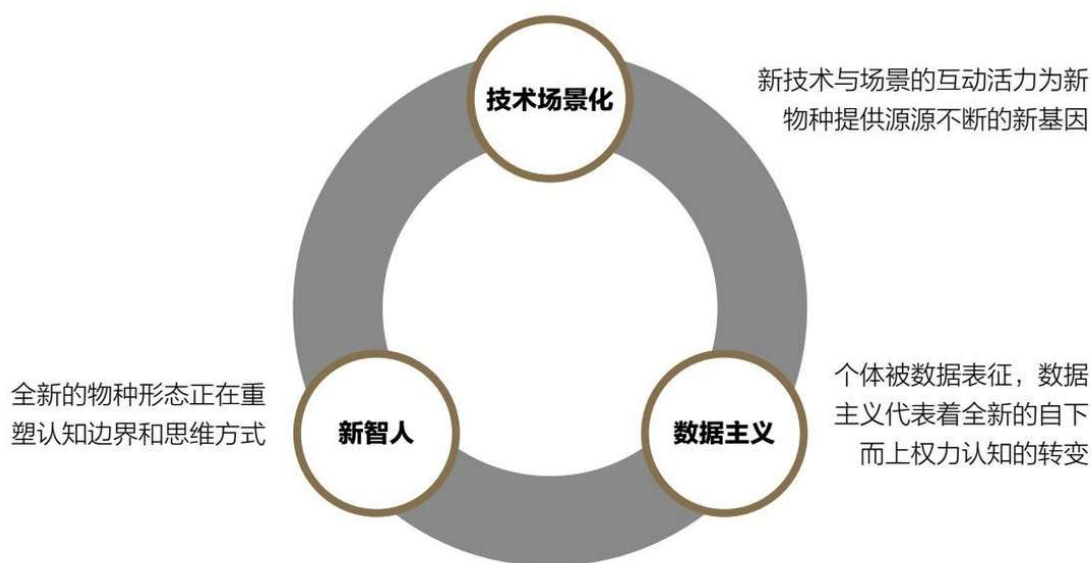 技术场景化
新技术与场景的互动活力为新
物种提供源源不断的新基因
全新的物种形态正在重
塑认知边界和思维方式
新智人
数据主义
个体被数据表征，数据
主义代表着全新的自下
而上权力认知的转变